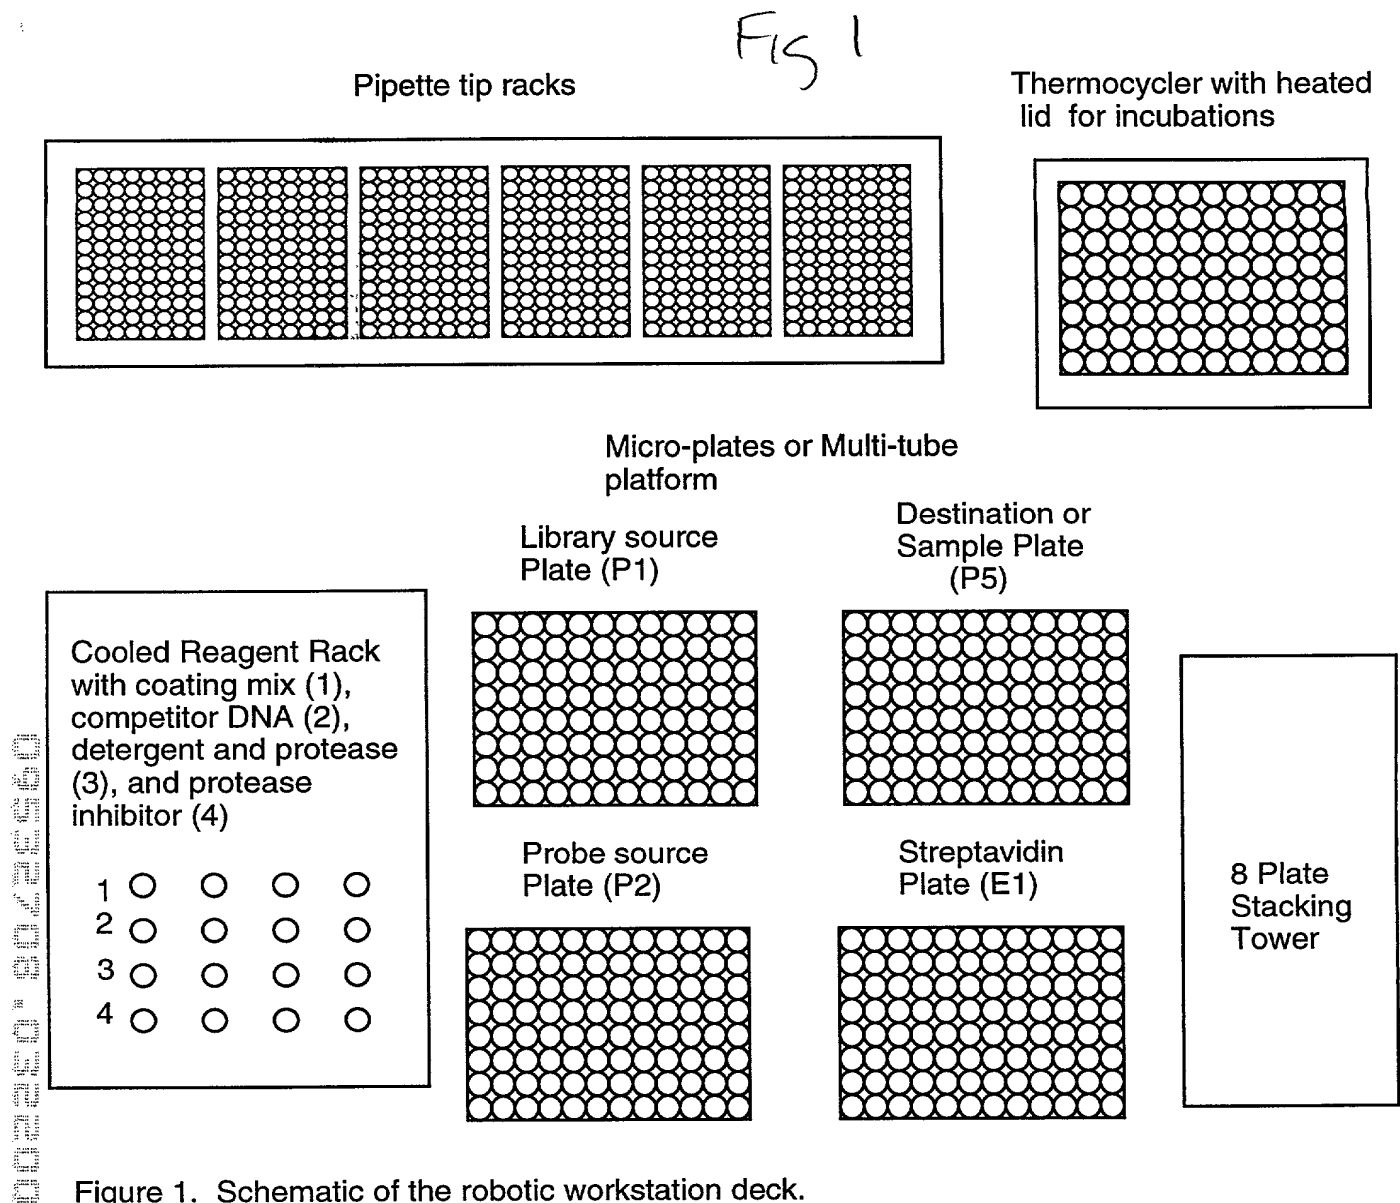 Fig 1
Pipette tip racks
Thermocycler with heated
lid for incubations
Micro-plates or Multi-tube
platform
Library source
Plate (P1)
Destination or
Sample Plate
(P5)
Cooled Reagent Rack
with coating mix (1),
competitor DNA (2),
detergent and protease
(3), and protease
inhibitor (4)
1
2
3
4
Probe source
Plate (P2)
Streptavidin
Plate (E1)
8 Plate
Stacking
Tower
Figure 1. Schematic of the robotic workstation deck.